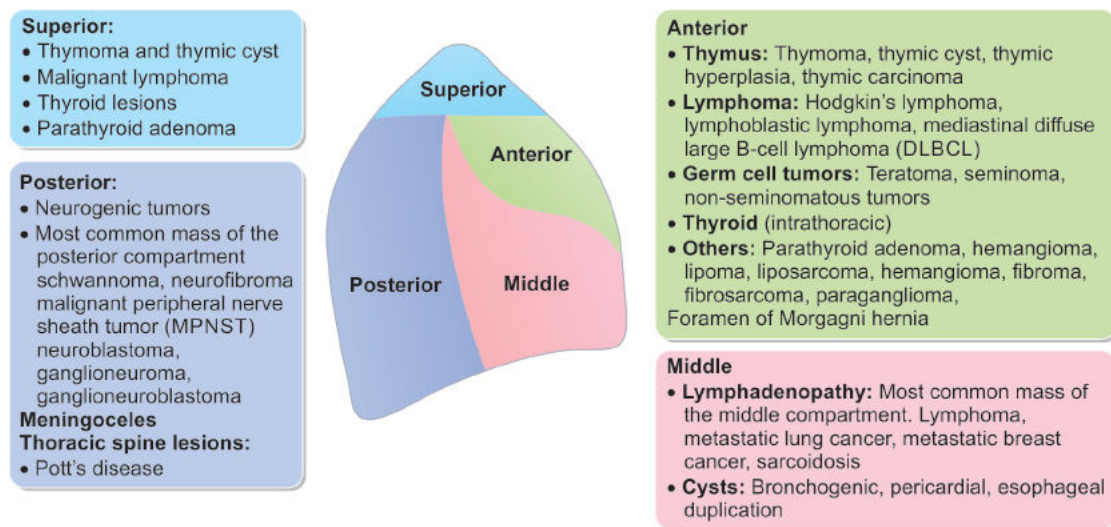 Superior:
• Thymoma and thymic cyst
• Malignant lymphoma
• Thyroid lesions
• Parathyroid adenoma
Posterior:
• Neurogenic tumors
• Most common mass of the
posterior compartment
schwannoma, neurofibroma
malignant peripheral nerve
sheath tumor (MPNST)
neuroblastoma,
ganglioneuroma,
ganglioneuroblastoma
Meningoceles
Thoracic spine lesions:
• Pott's disease
Superior
Anterior
Posterior
Middle
Anterior
• Thymus: Thymoma, thymic cyst, thymic
hyperplasia, thymic carcinoma
• Lymphoma: Hodgkin's lymphoma,
lymphoblastic lymphoma, mediastinal diffuse
large B-cell lymphoma (DLBCL)
• Germ cell tumors: Teratoma, seminoma,
non-seminomatous tumors
• Thyroid (intrathoracic)
• Others: Parathyroid adenoma, hemangioma,
lipoma, liposarcoma, hemangioma, fibroma,
fibrosarcoma, paraganglioma,
Foramen of Morgagni hernia
Middle
• Lymphadenopathy: Most common mass of
the middle compartment. Lymphoma,
metastatic lung cancer, metastatic breast
cancer, sarcoidosis
• Cysts: Bronchogenic, pericardial, esophageal
duplication